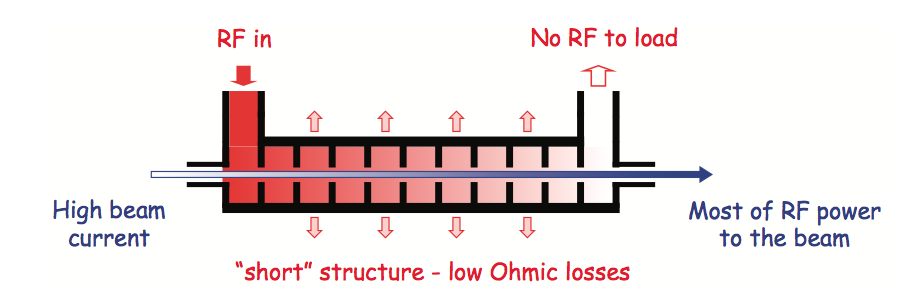 RF in
No RF to load
High beam
current
Most of RF power
to the beam
“short” structure - low Ohmic losses